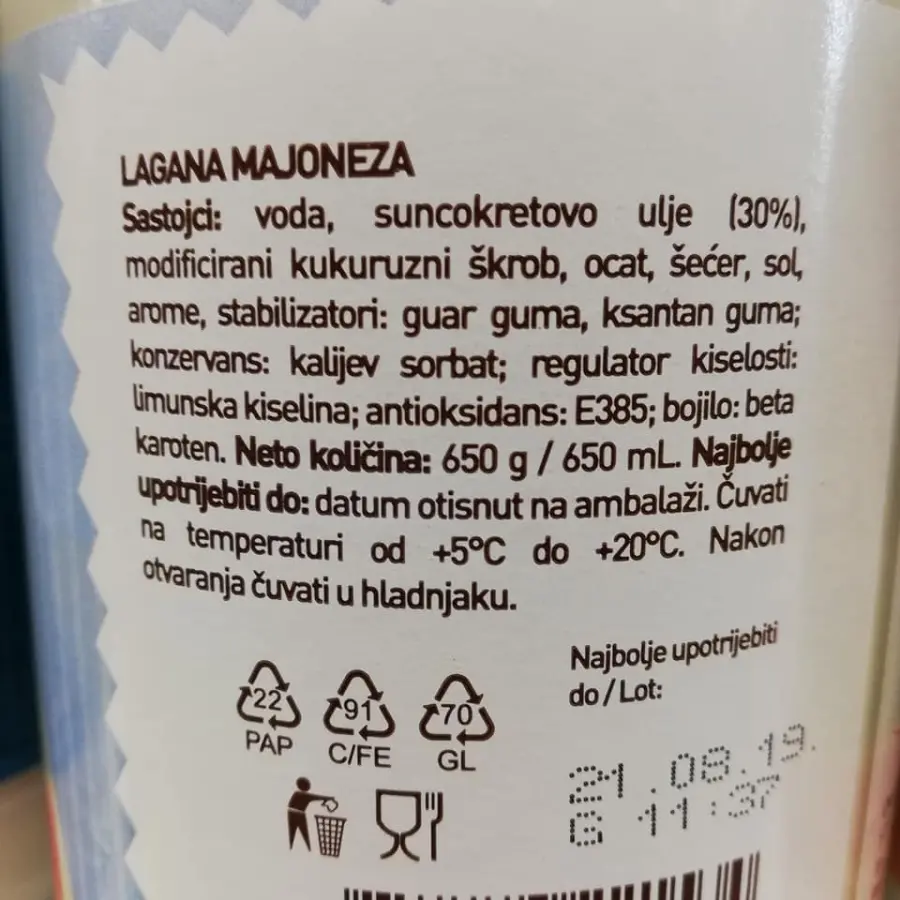 LAGANA MAJONEZA
Sastojci: voda, suncokretovo ulje (30%),
modificirani kukuruzni škrob, ocat, šećer, sol,
arome, stabilizatori: guar guma, ksantan guma;
konzervans: kalijev sorbat; regulator kiselosti:
limunska kiselina; antioksidans: E385; bojilo: beta
karoten. Neto količina: 650 g / 650 mL. Najbolje
upotrijebiti do: datum otisnut na ambalaži. Čuvati
na temperaturi od +5°C do +20°C. Nakon
otvaranja čuvati u hladnjaku.
Najbolje upotrijebiti
do / Lot:
22 91 70
PAP C/FE GL
21.08.19.
G 11:37